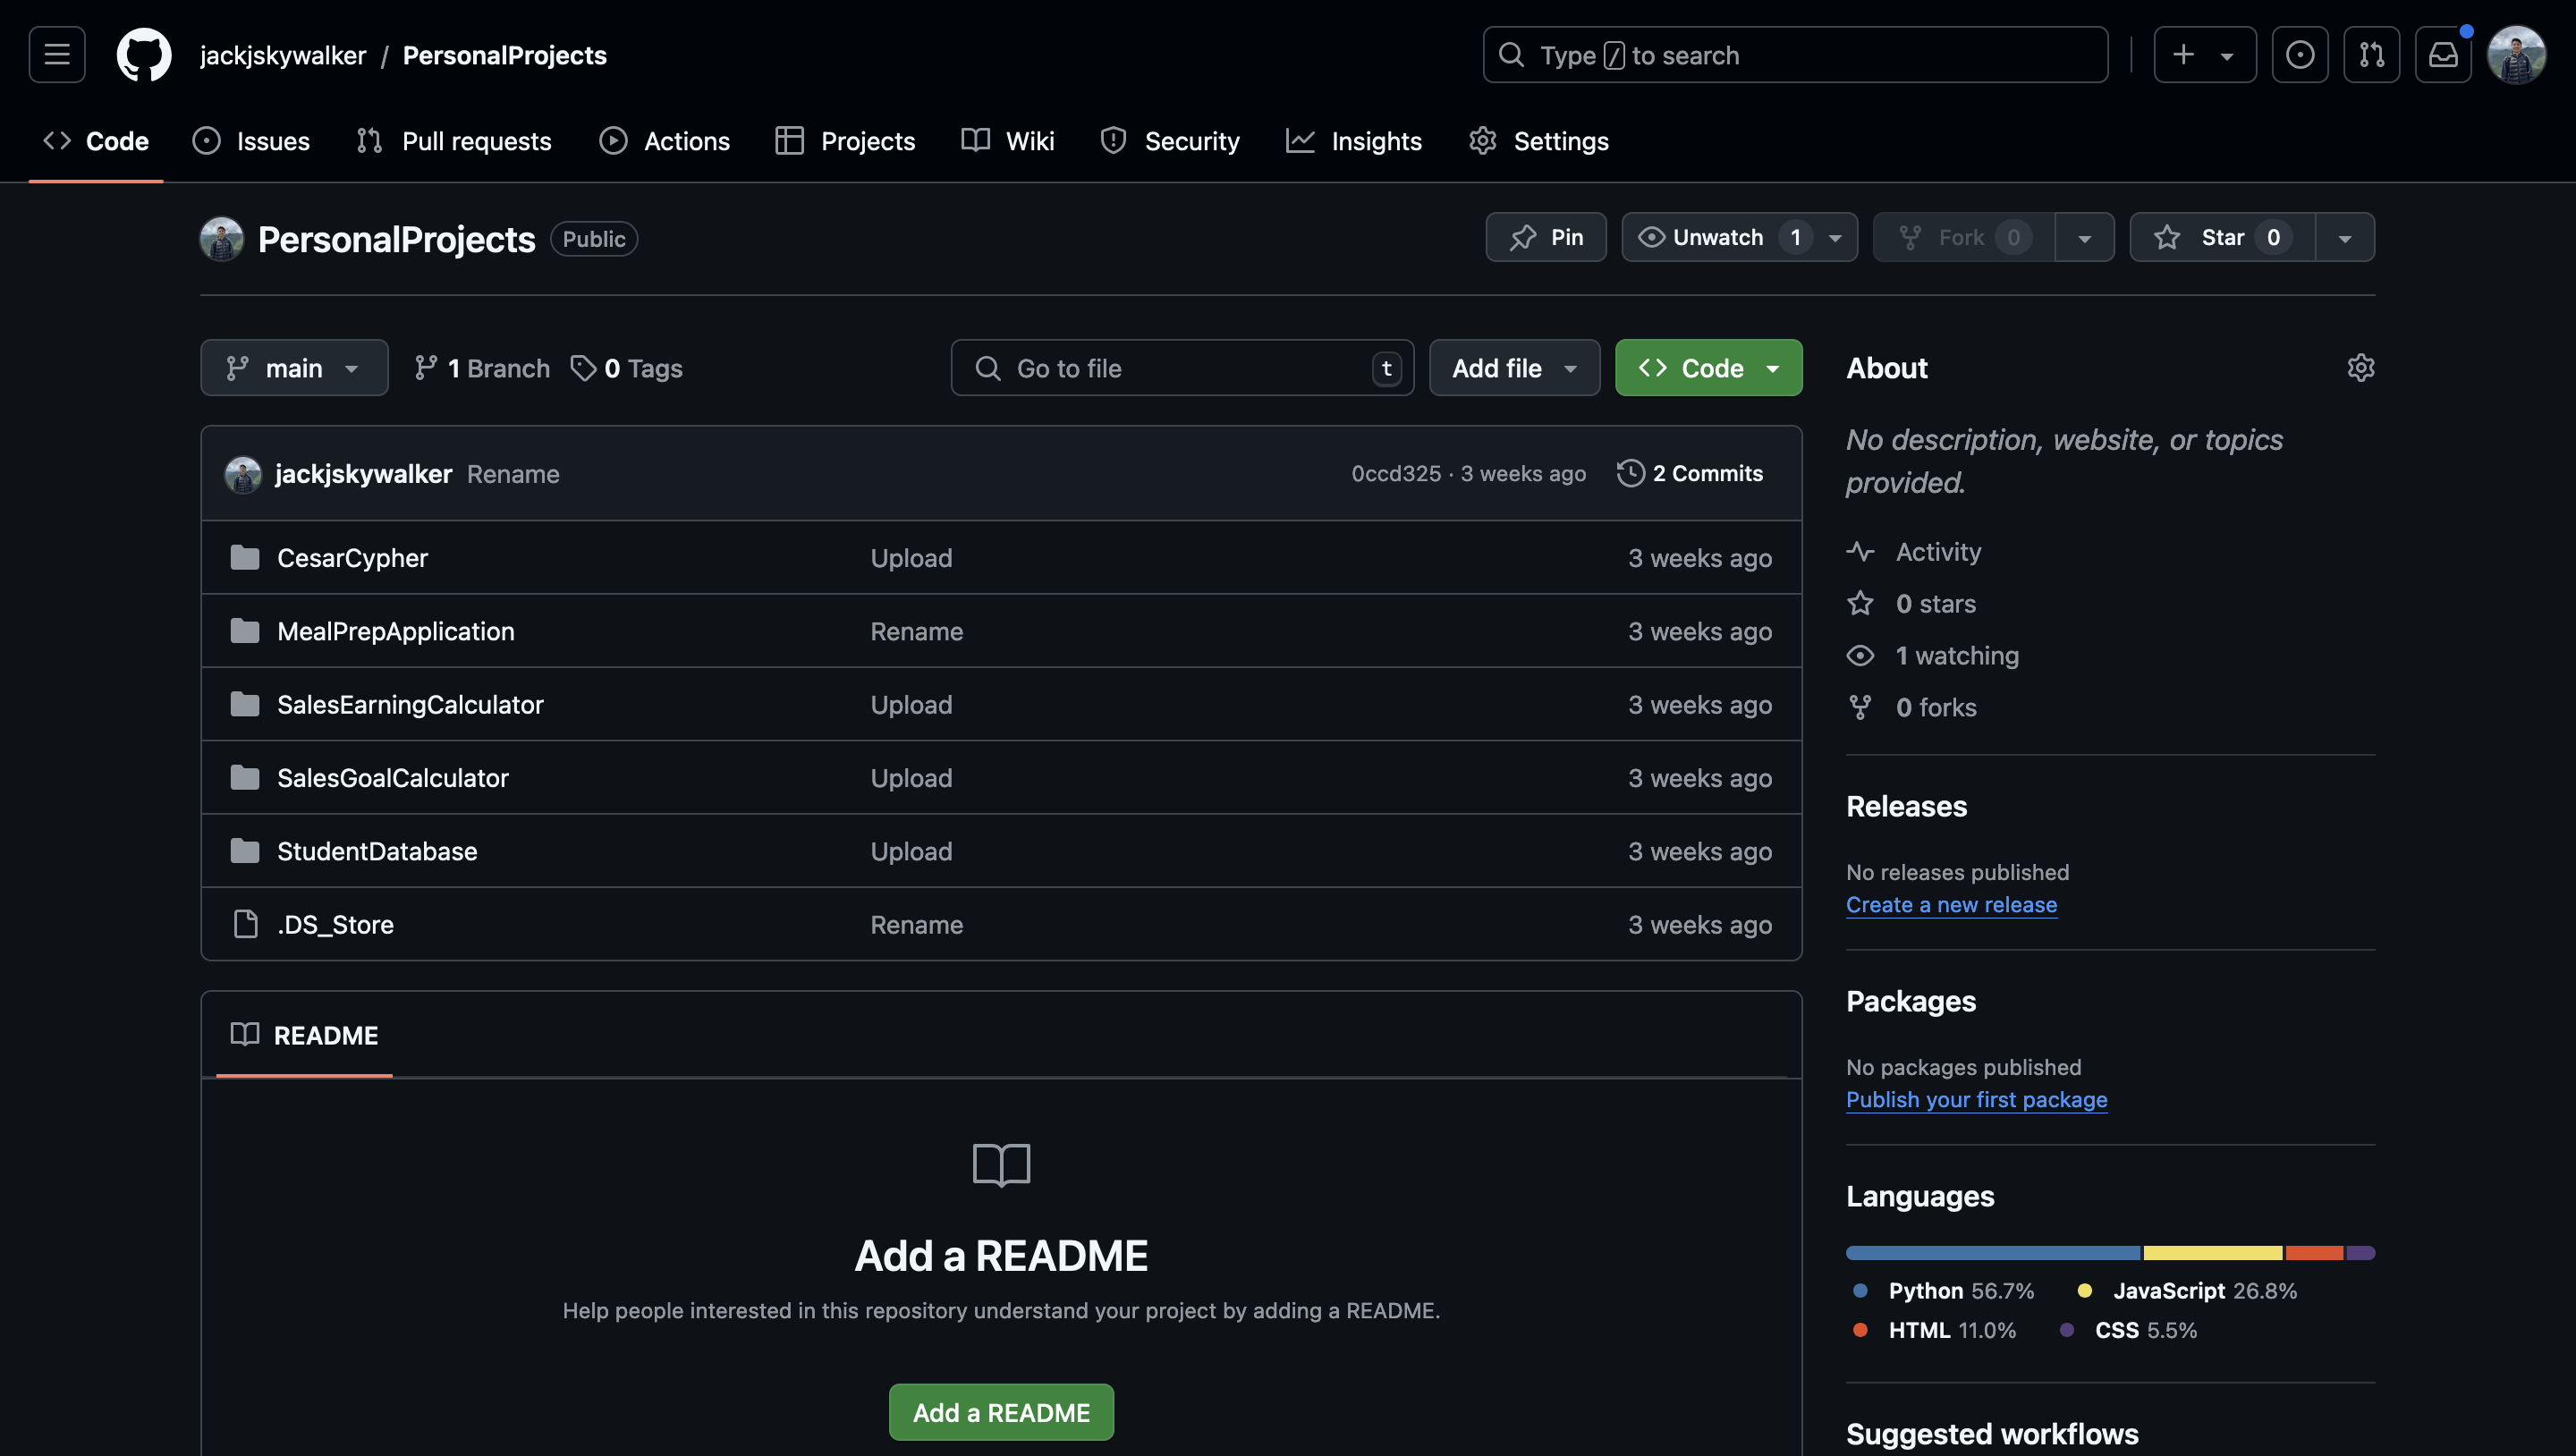 jackjskywalker / PersonalProjects
Type / to search
Code Issues Pull requests Actions Projects Wiki Security Insights Settings
PersonalProjects Public
Pin Unwatch 1 Fork 0 Star 0
main 1 Branch 0 Tags Go to file t Add file Code
jackjskywalker Rename 0ccd325 · 3 weeks ago 2 Commits
CesarCypher Upload 3 weeks ago
MealPrepApplication Rename 3 weeks ago
SalesEarningCalculator Upload 3 weeks ago
SalesGoalCalculator Upload 3 weeks ago
StudentDatabase Upload 3 weeks ago
.DS_Store Rename 3 weeks ago
README
Add a README
Help people interested in this repository understand your project by adding a README.
Add a README
About
No description, website, or topics
provided.
Activity
0 stars
1 watching
0 forks
Releases
No releases published
Create a new release
Packages
No packages published
Publish your first package
Languages
Python 56.7% JavaScript 26.8%
HTML 11.0% CSS 5.5%
Suggested workflows